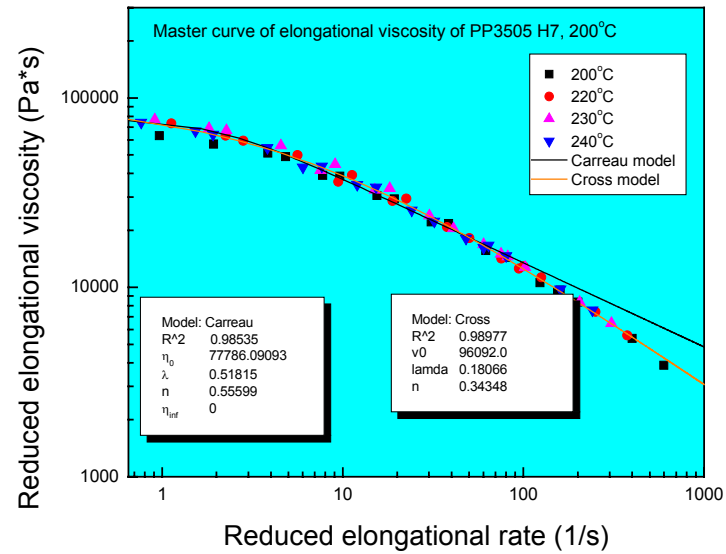 Master curve of elongational viscosity of PP3505 H7, 200°C
200°C
220°C
230°C
240°C
Carreau model
Cross model
Reduced elongational viscosity (Pa*s)
100000
10000
1000
Model: Carreau
R^2 0.98535
η₀ 77786.09093
λ 0.51815
n 0.55599
η_inf 0
Model: Cross
R^2 0.98977
v0 96092.0
lamda 0.18066
n 0.34348
1 10 100 1000
Reduced elongational rate (1/s)